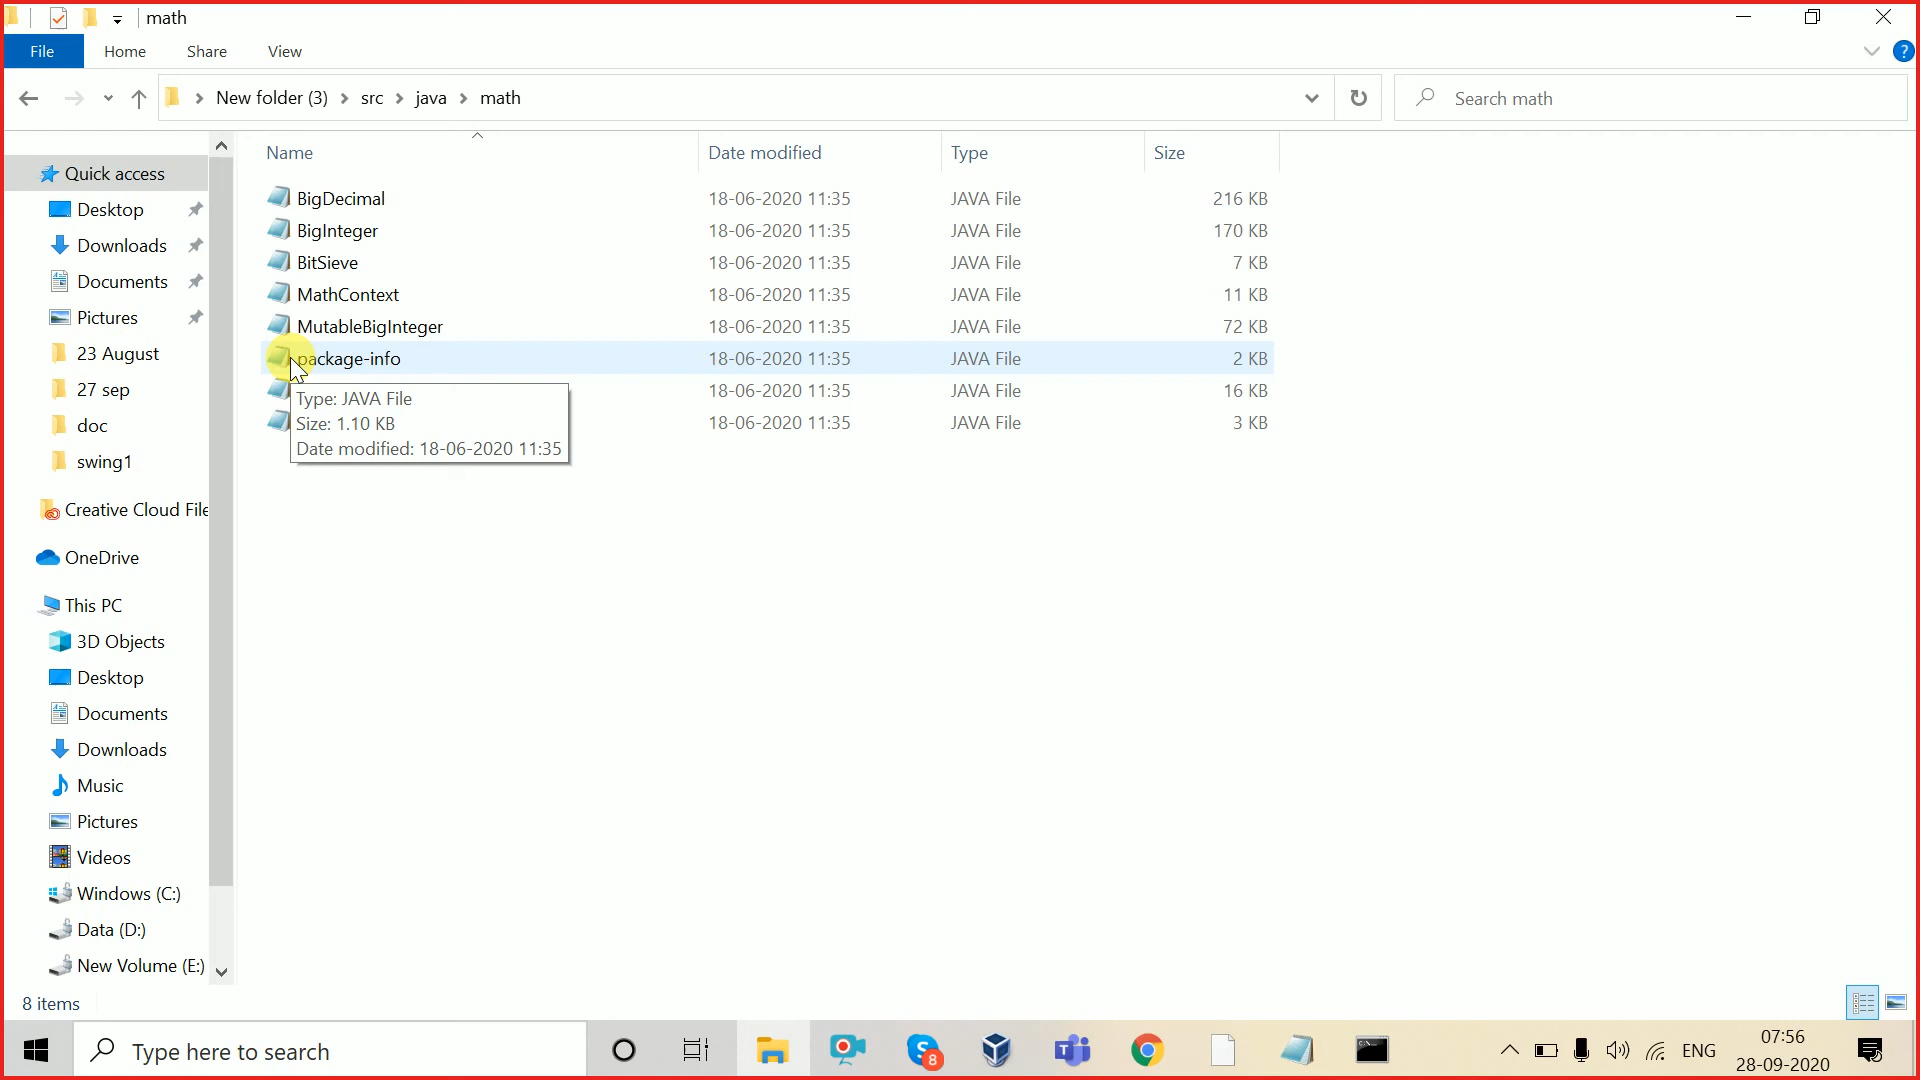 math
File Home Share View
New folder (3) src java math
Search math
Name Date modified Type Size
Quick access
Desktop
Downloads
Documents
Pictures
23 August
27 sep
doc
swing1
Creative Cloud File
OneDrive
This PC
3D Objects
Desktop
Documents
Downloads
Music
Pictures
Videos
Windows (C:)
Data (D:)
New Volume (E:)
BigDecimal 18-06-2020 11:35 JAVA File 216 KB
BigInteger 18-06-2020 11:35 JAVA File 170 KB
BitSieve 18-06-2020 11:35 JAVA File 7 KB
MathContext 18-06-2020 11:35 JAVA File 11 KB
MutableBigInteger 18-06-2020 11:35 JAVA File 72 KB
package-info 18-06-2020 11:35 JAVA File 2 KB
18-06-2020 11:35 JAVA File 16 KB
18-06-2020 11:35 JAVA File 3 KB
Type: JAVA File
Size: 1.10 KB
Date modified: 18-06-2020 11:35
8 items
Type here to search
8
ENG
07:56
28-09-2020